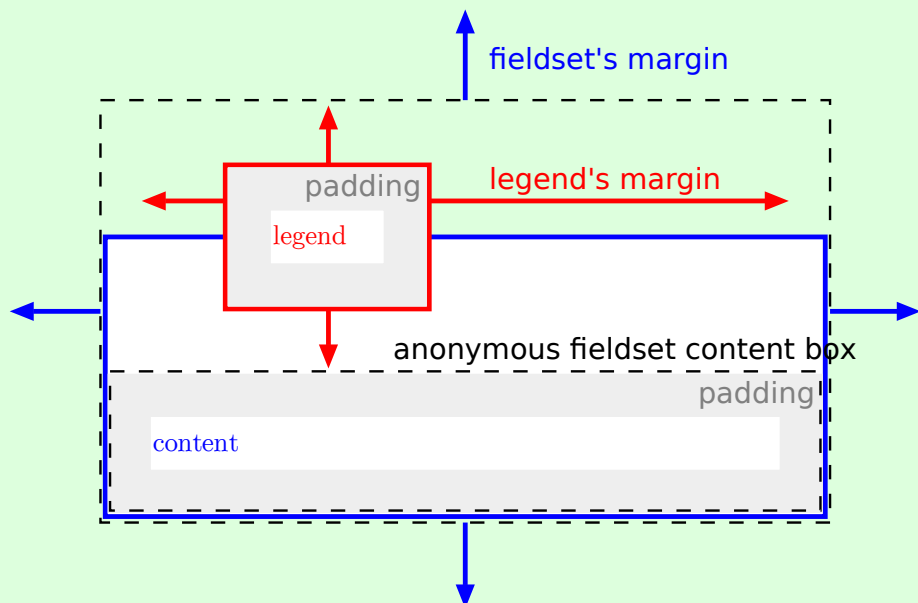 fieldset's margin
legend's margin
padding
legend
anonymous fieldset content box
padding
content